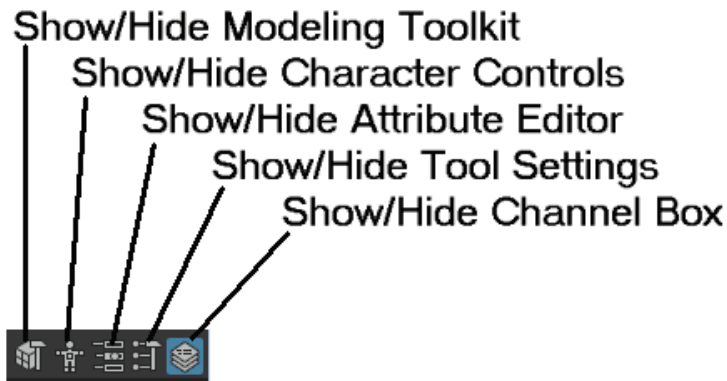 Show/Hide Modeling Toolkit
Show/Hide Character Controls
Show/Hide Attribute Editor
Show/Hide Tool Settings
Show/Hide Channel Box